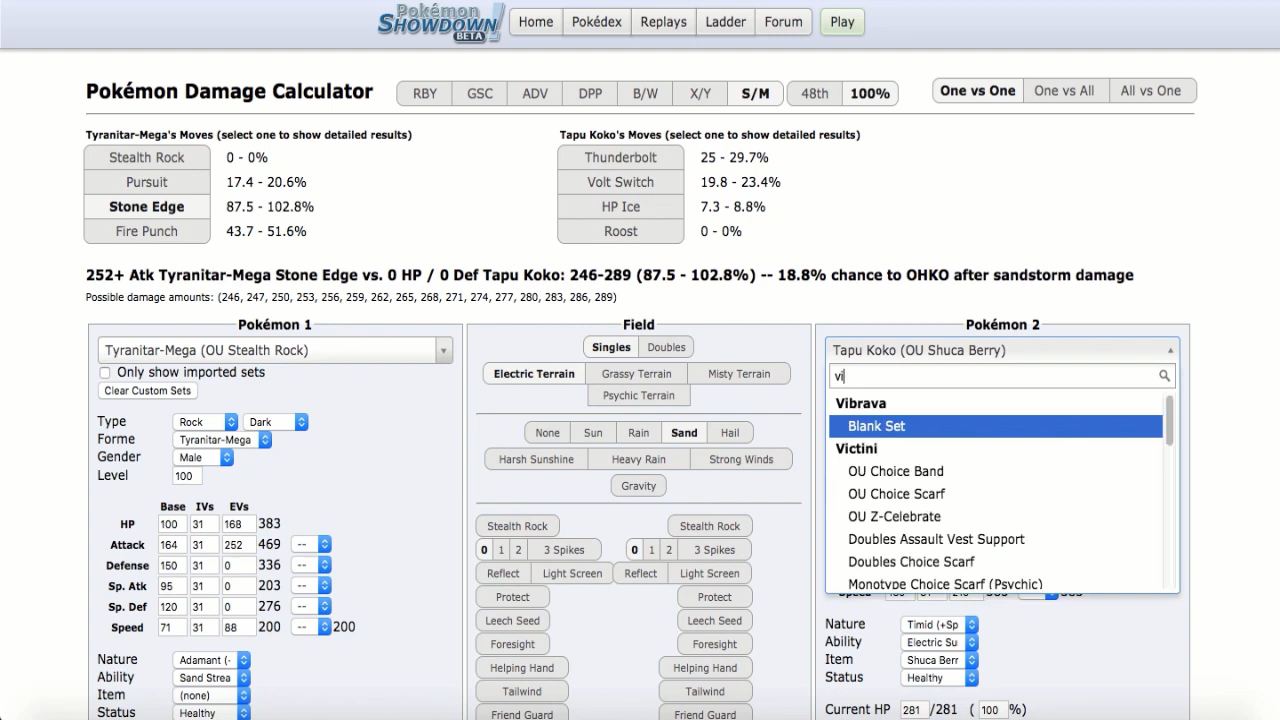 Pokémon SHOWDOWN! BETA
Home Pokédex Replays Ladder Forum Play
Pokémon Damage Calculator RBY GSC ADV DPP B/W X/Y S/M 48th 100% One vs One One vs All All vs One
Tyranitar-Mega's Moves (select one to show detailed results) Tapu Koko's Moves (select one to show detailed results)
Stealth Rock 0 - 0% Thunderbolt 25 - 29.7%
Pursuit 17.4 - 20.6% Volt Switch 19.8 - 23.4%
Stone Edge 87.5 - 102.8% HP Ice 7.3 - 8.8%
Fire Punch 43.7 - 51.6% Roost 0 - 0%
252+ Atk Tyranitar-Mega Stone Edge vs. 0 HP / 0 Def Tapu Koko: 246-289 (87.5 - 102.8%) -- 18.8% chance to OHKO after sandstorm damage
Possible damage amounts: (246, 247, 250, 253, 256, 259, 262, 265, 268, 271, 274, 277, 280, 283, 286, 289)
Pokémon 1
Tyranitar-Mega (OU Stealth Rock)
Only show imported sets
Clear Custom Sets
Type Rock Dark
Forme Tyranitar-Mega
Gender Male
Level 100
Base IVs EVs
HP 100 31 168 383
Attack 164 31 252 469 --
Defense 150 31 0 336 --
Sp. Atk 95 31 0 203 --
Sp. Def 120 31 0 276 --
Speed 71 31 88 200 -- 200
Nature Adamant (-
Ability Sand Strea
Item (none)
Status Healthy
Field
Singles Doubles
Electric Terrain Grassy Terrain Misty Terrain
Psychic Terrain
None Sun Rain Sand Hail
Harsh Sunshine Heavy Rain Strong Winds
Gravity
Stealth Rock Stealth Rock
0 1 2 3 Spikes 0 1 2 3 Spikes
Reflect Light Screen Reflect Light Screen
Protect Protect
Leech Seed Leech Seed
Foresight Foresight
Helping Hand Helping Hand
Tailwind Tailwind
Friend Guard Friend Guard
Pokémon 2
Tapu Koko (OU Shuca Berry)
vi
Vibrava
Blank Set
Victini
OU Choice Band
OU Choice Scarf
OU Z-Celebrate
Doubles Assault Vest Support
Doubles Choice Scarf
Monotype Choice Scarf (Psychic)
Nature Timid (+Sp
Ability Electric Su
Item Shuca Berr
Status Healthy
Current HP 281 /281 ( 100 %)